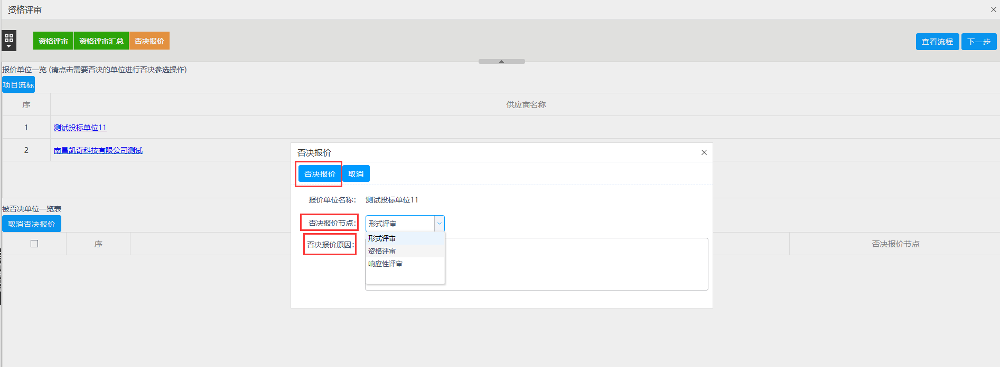 资格评审
资格评审 资格评审汇总 否决报价
查看流程 下一步
报价单位一览 (请点击需要否决的单位进行否决参选操作)
项目流标
序 供应商名称
1 测试投标单位11
2 南昌凯奇科技有限公司测试
被否决单位一览表
取消否决报价
序 否决报价节点
否决报价
否决报价 取消
报价单位名称： 测试投标单位11
否决报价节点： 形式评审
形式评审
否决报价原因：
资格评审
响应性评审